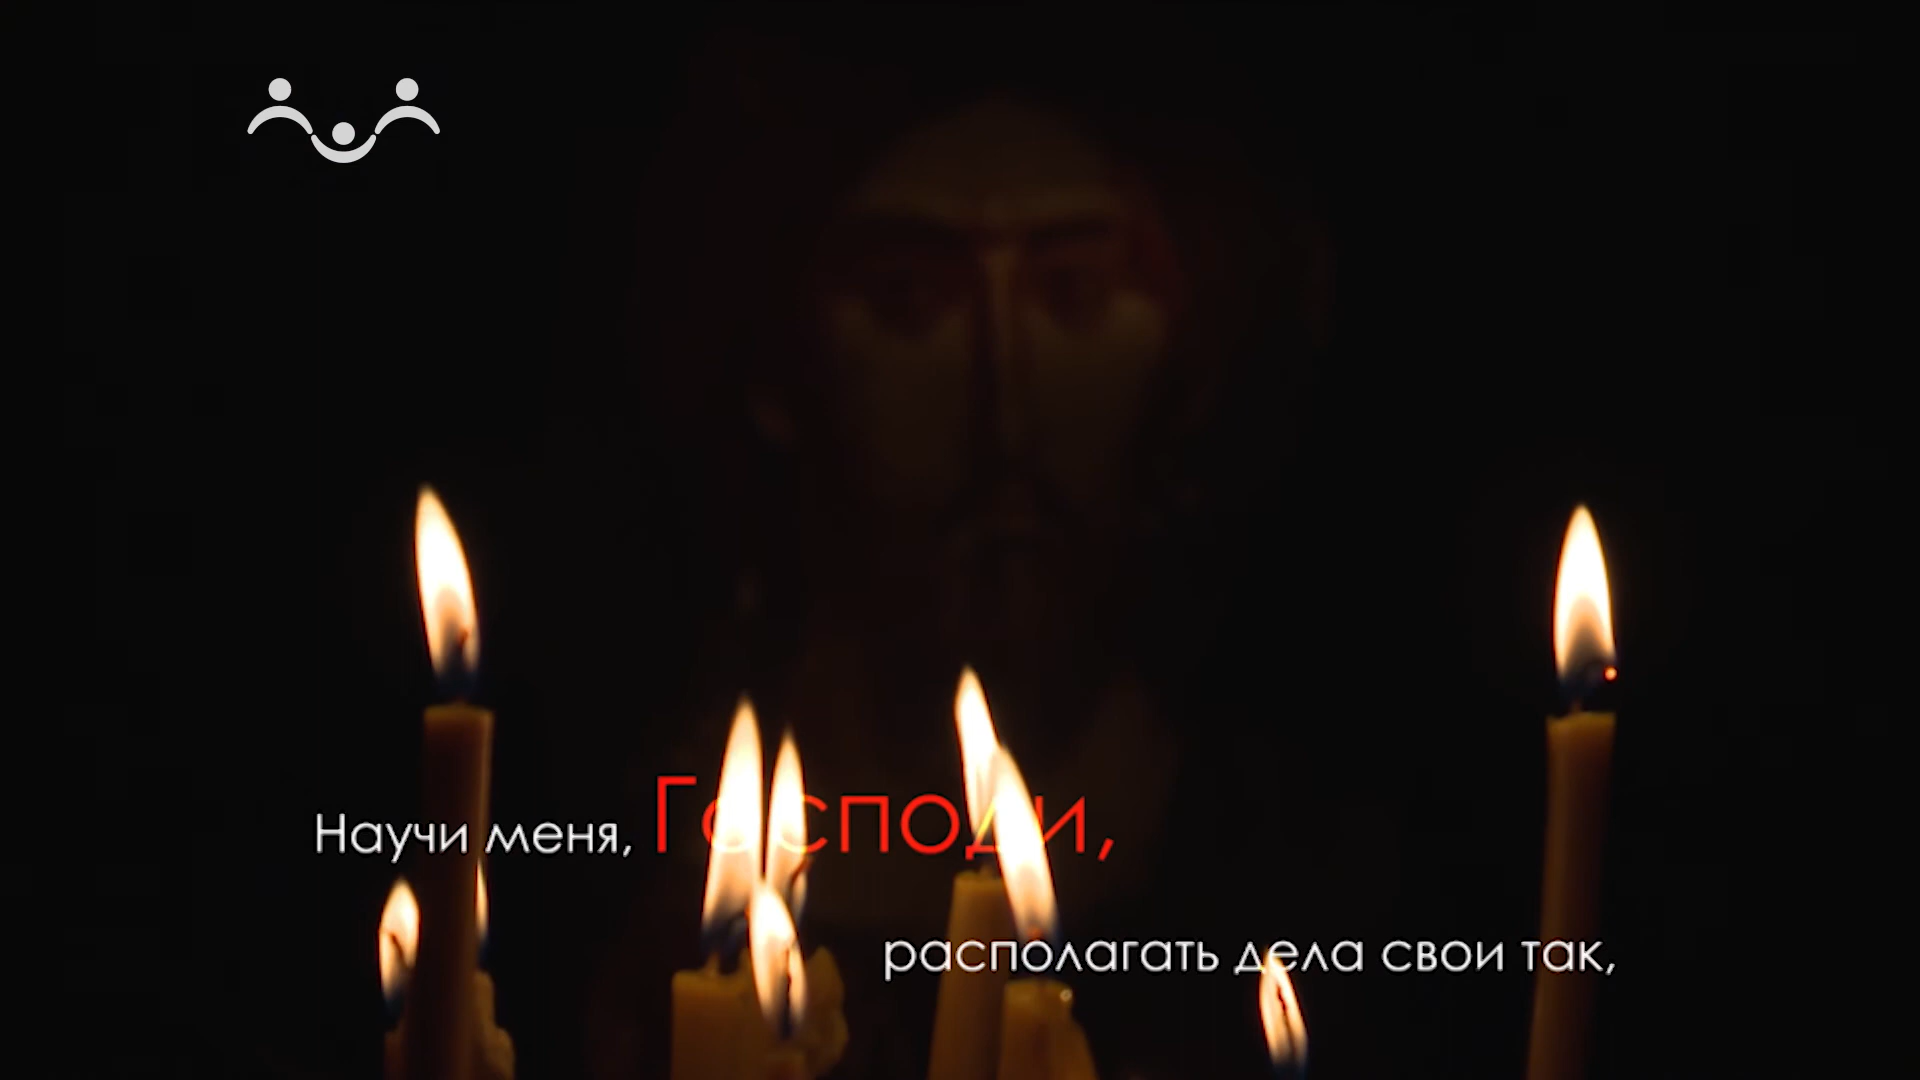 Научи меня, Господи,
располагать дела свои так,